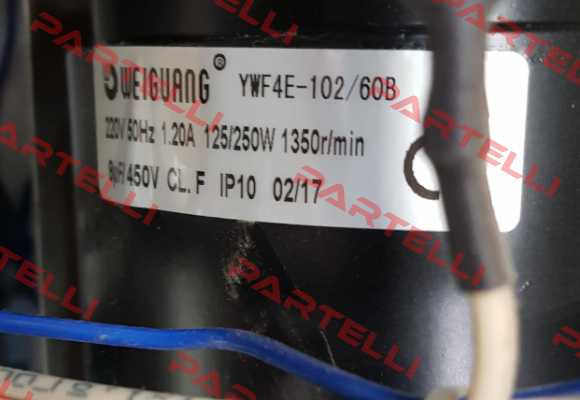 WEIGUANG® YWF4E-102/60B
220V 50Hz 1.20A 125/250W 1350r/min
8μF/450V CL.F IP10 02/17
PARTELLI
PARTELLI
PARTELLI
PARTELLI
PARTELLI
PARTELLI